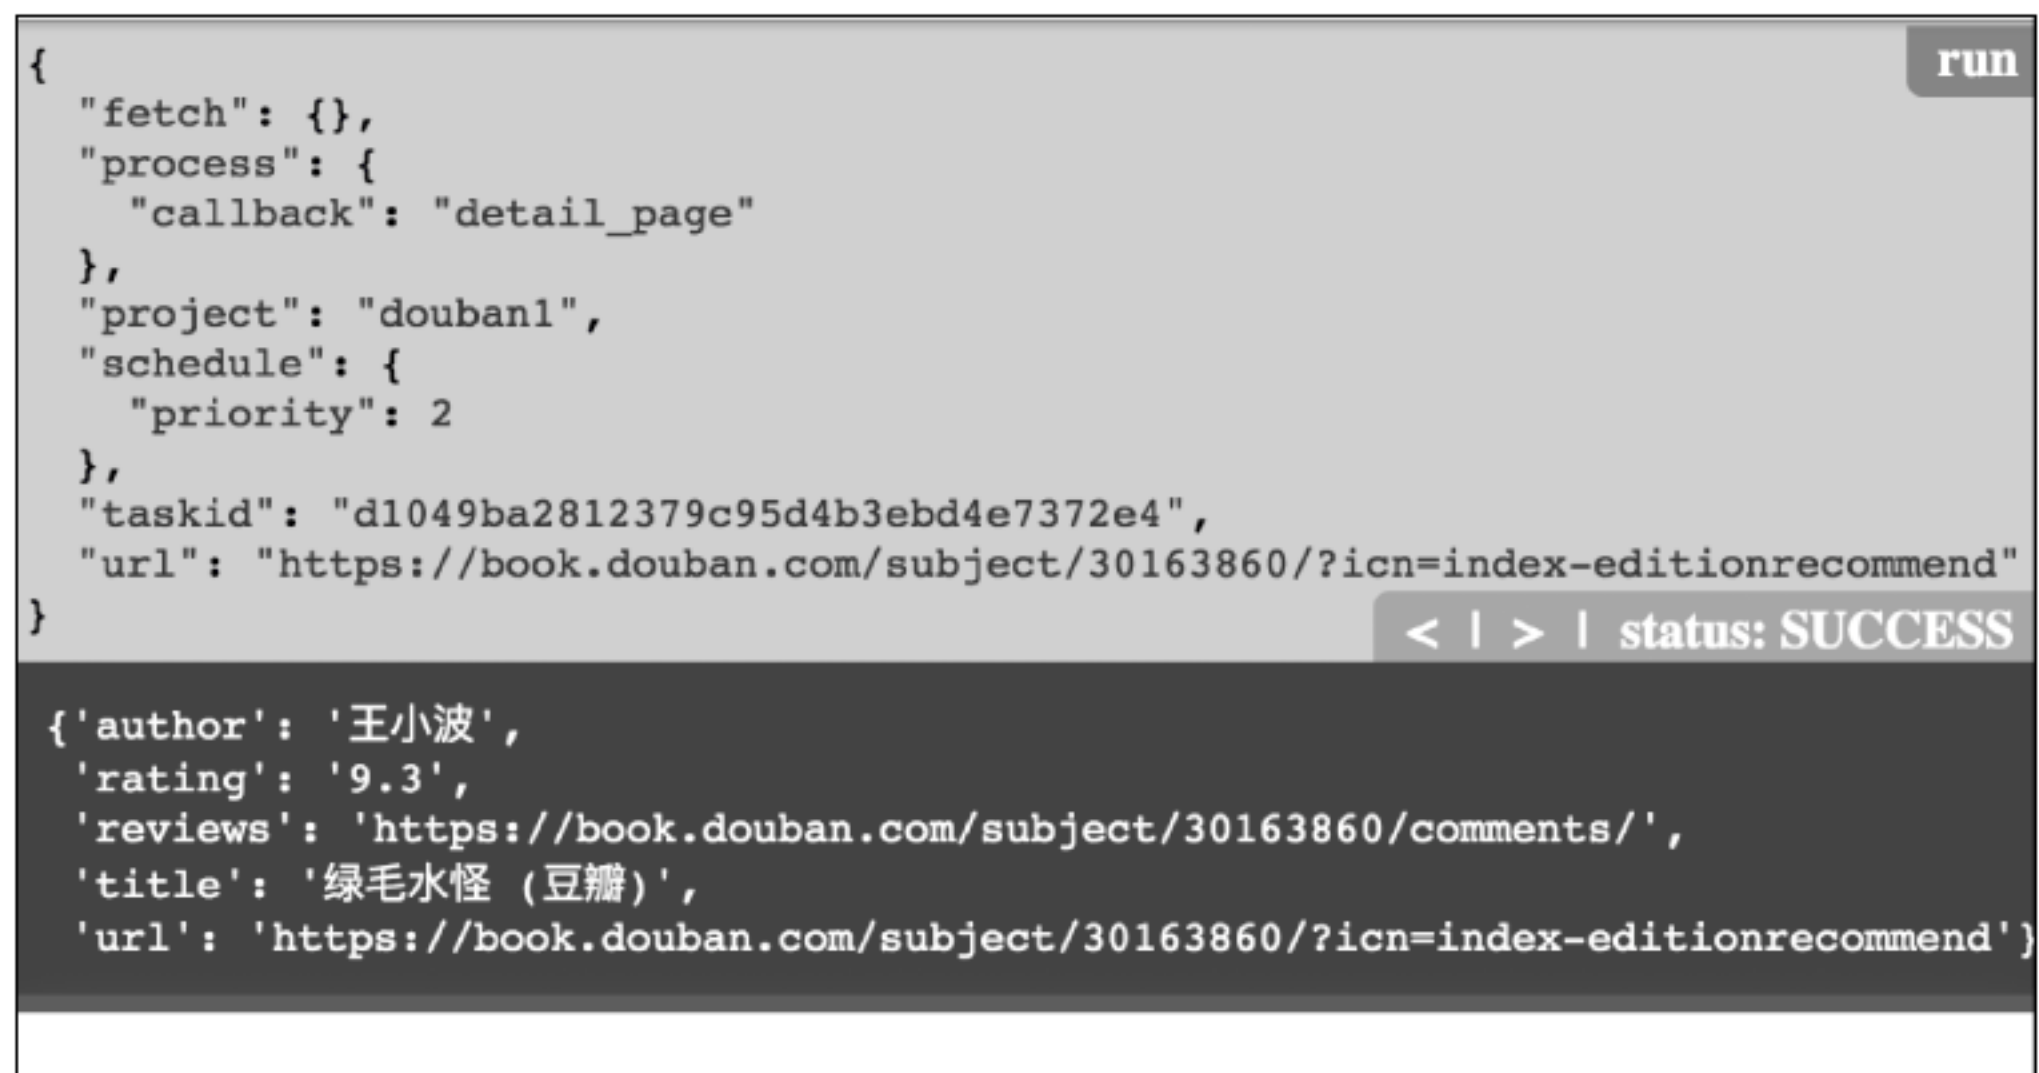 {
run
"fetch": {},
"process": {
"callback": "detail_page"
},
"project": "douban1",
"schedule": {
"priority": 2
},
"taskid": "d1049ba2812379c95d4b3ebd4e7372e4",
"url": "https://book.douban.com/subject/30163860/?icn=index-editionrecommend"
}
< | > | status: SUCCESS
{'author': '王小波',
'rating': '9.3',
'reviews': 'https://book.douban.com/subject/30163860/comments/',
'title': '绿毛水怪 (豆瓣)',
'url': 'https://book.douban.com/subject/30163860/?icn=index-editionrecommend'}